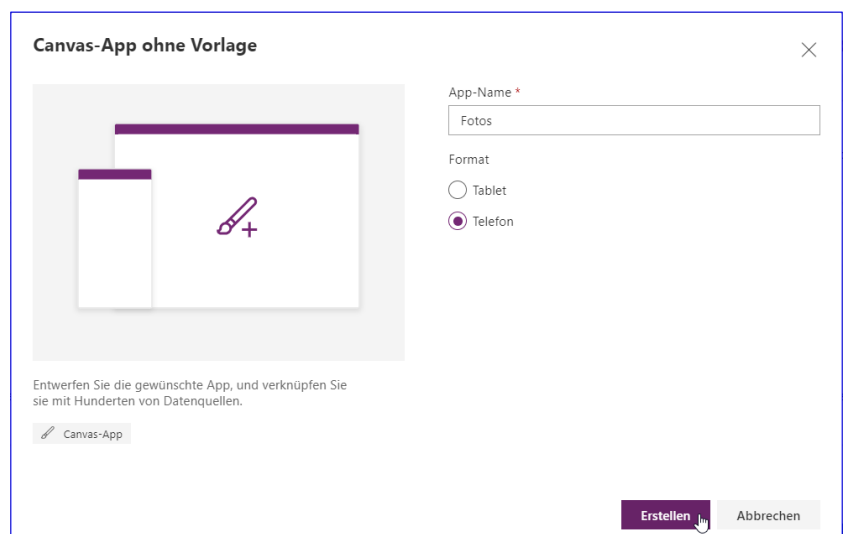 Canvas-App ohne Vorlage
App-Name *
Fotos
Format
Tablet
Telefon
Entwerfen Sie die gewünschte App, und verknüpfen Sie
sie mit Hunderten von Datenquellen.
Canvas-App
Erstellen
Abbrechen